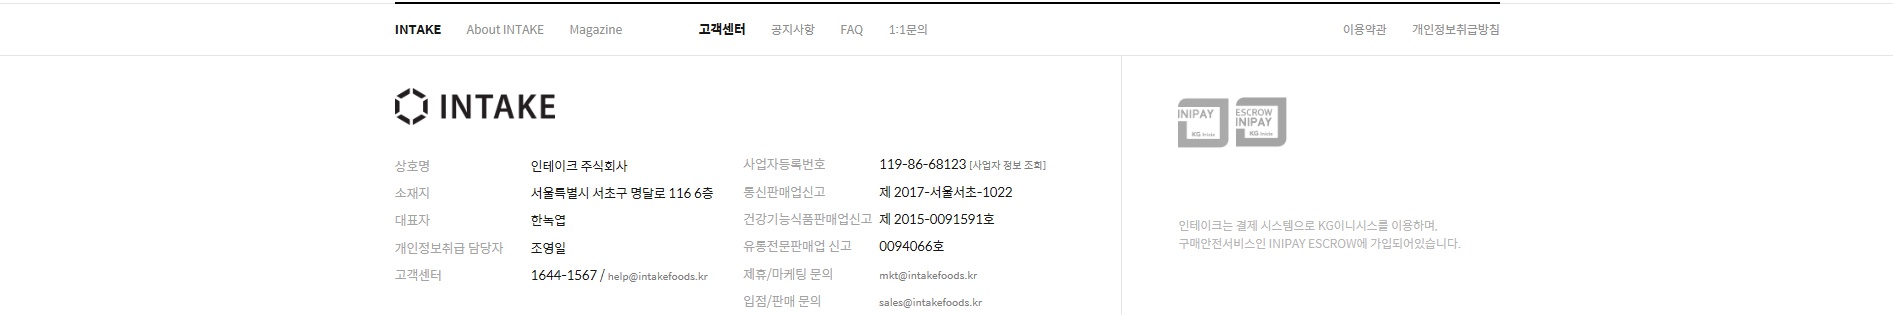 INTAKE About INTAKE Magazine 고객센터 공지사항 FAQ 1:1문의 이용약관 개인정보취급방침
INTAKE
상호명 인테이크 주식회사
소재지 서울특별시 서초구 명달로 116 6층
대표자 한녹엽
개인정보취급 담당자 조영일
고객센터 1644-1567 / help@intakefoods.kr
사업자등록번호 119-86-68123 [사업자 정보 조회]
통신판매업신고 제 2017-서울서초-1022
건강기능식품판매업신고 제 2015-0091591호
유통전문판매업 신고 0094066호
제휴/마케팅 문의 mkt@intakefoods.kr
입점/판매 문의 sales@intakefoods.kr
INIPAY
KG Inicis
ESCROW
INIPAY
KG Inicis
인테이크는 결제 시스템으로 KG이니시스를 이용하며,
구매안전서비스인 INIPAY ESCROW에 가입되어있습니다.